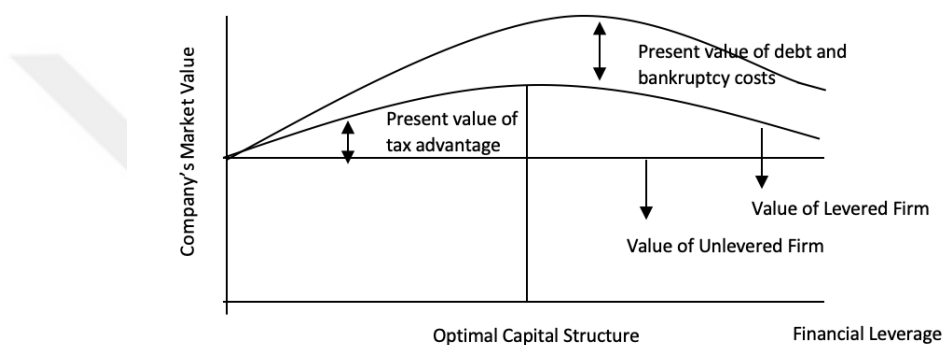 Company’s Market Value
Present value of debt and
bankruptcy costs
Present value of
tax advantage
Value of Levered Firm
Value of Unlevered Firm
Optimal Capital Structure
Financial Leverage